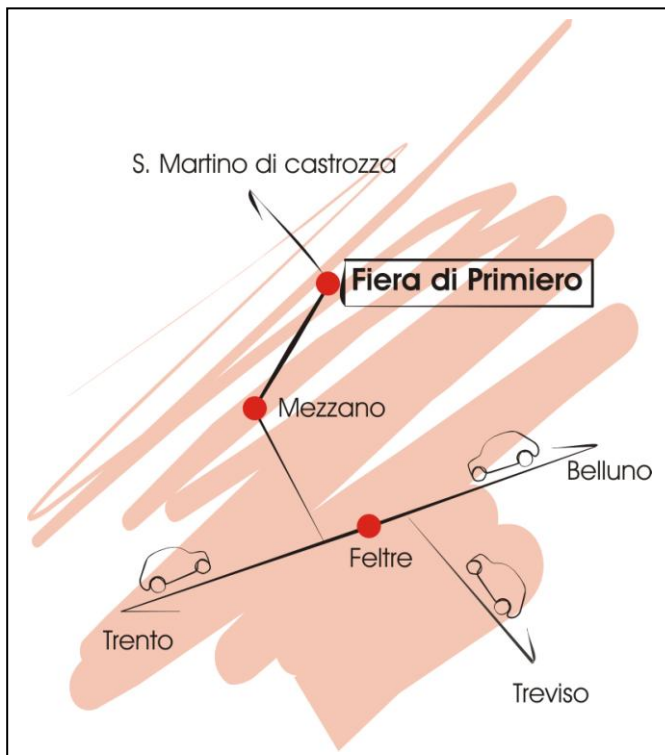 S. Martino di castrozza
Fiera di Primiero
Mezzano
Belluno
Feltre
Trento
Treviso